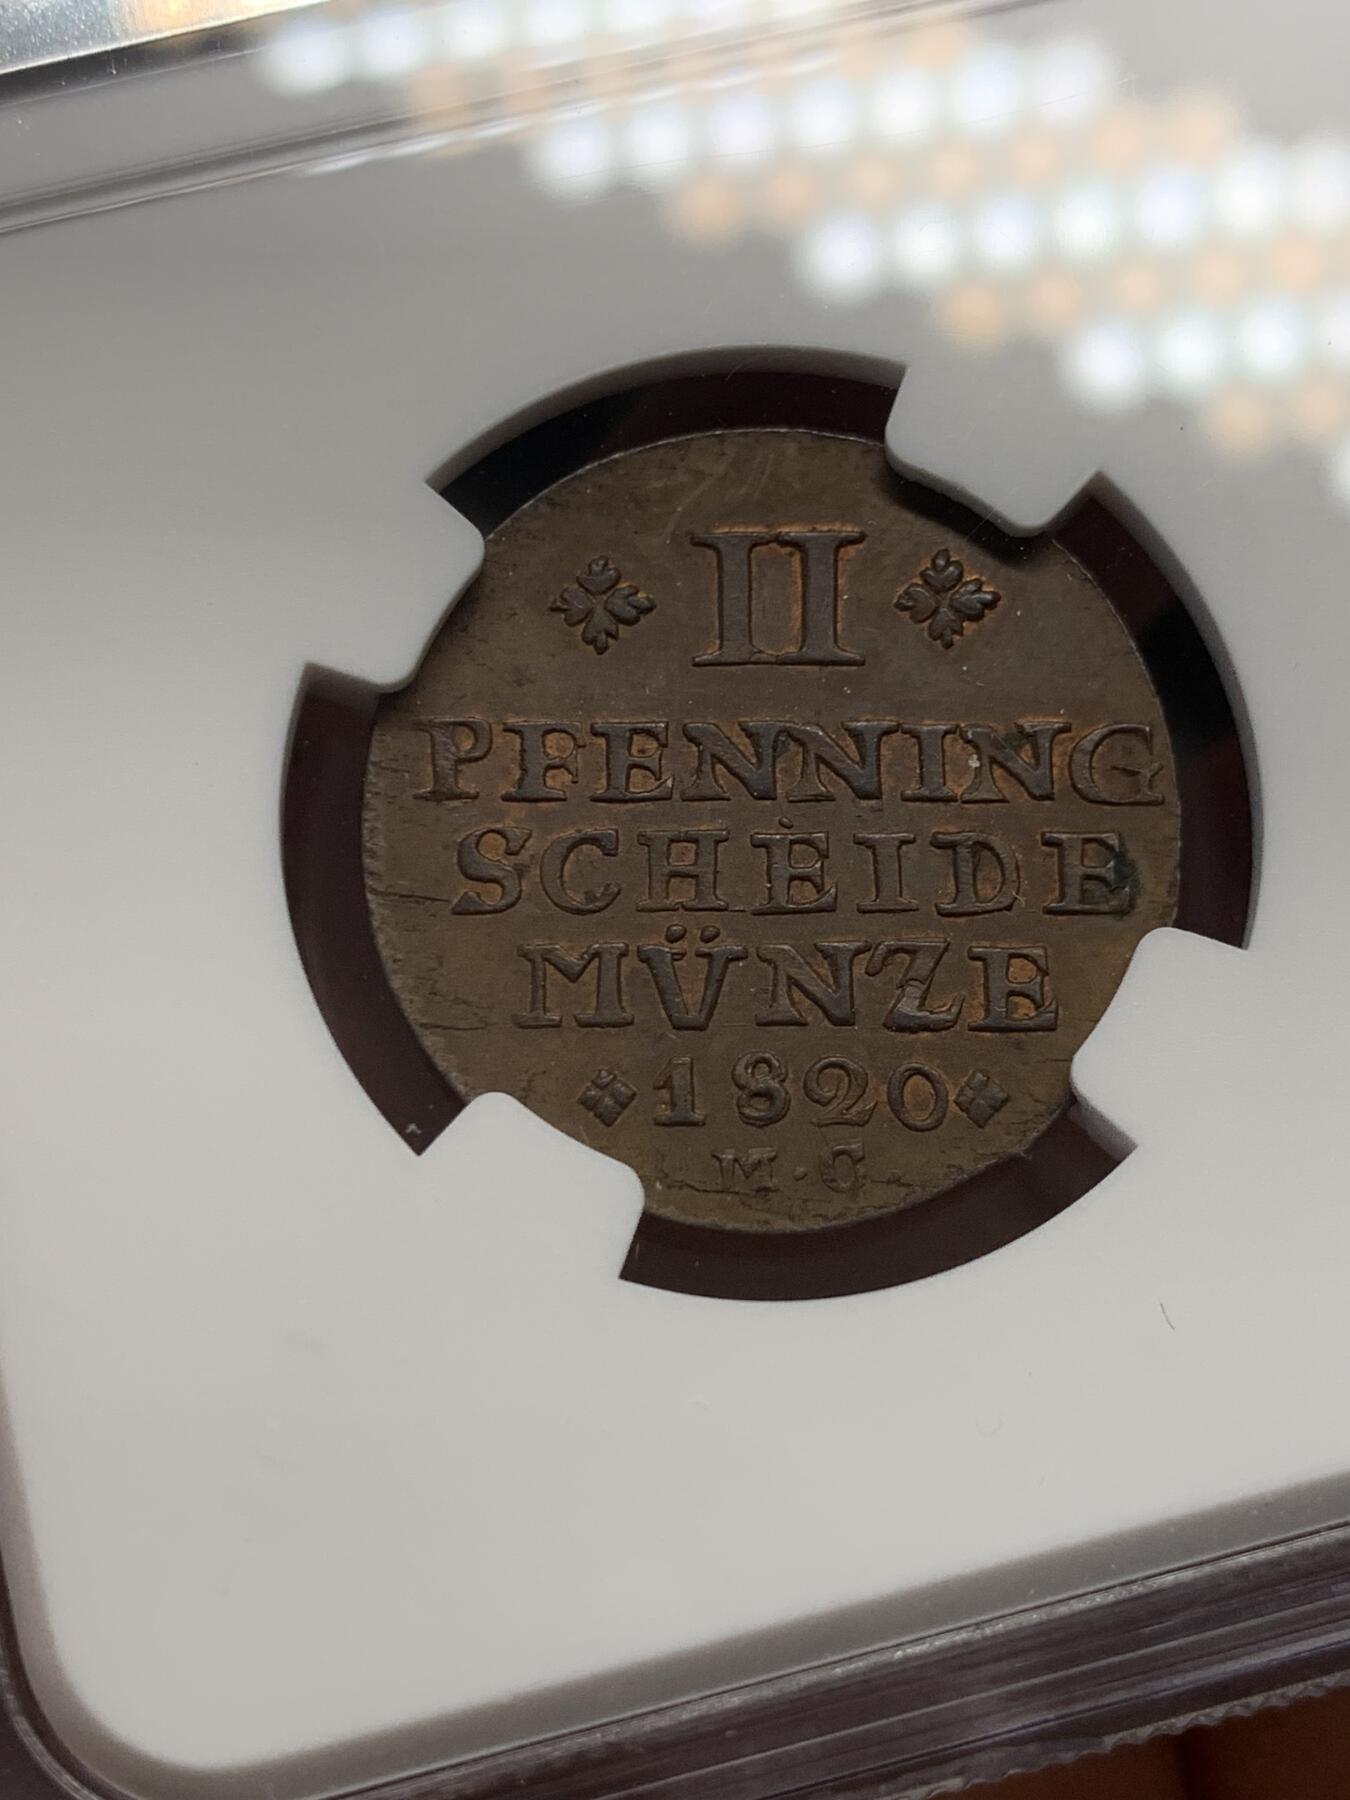 II
PFENNING
SCHEIDE
MÜNZE
1820
M·C